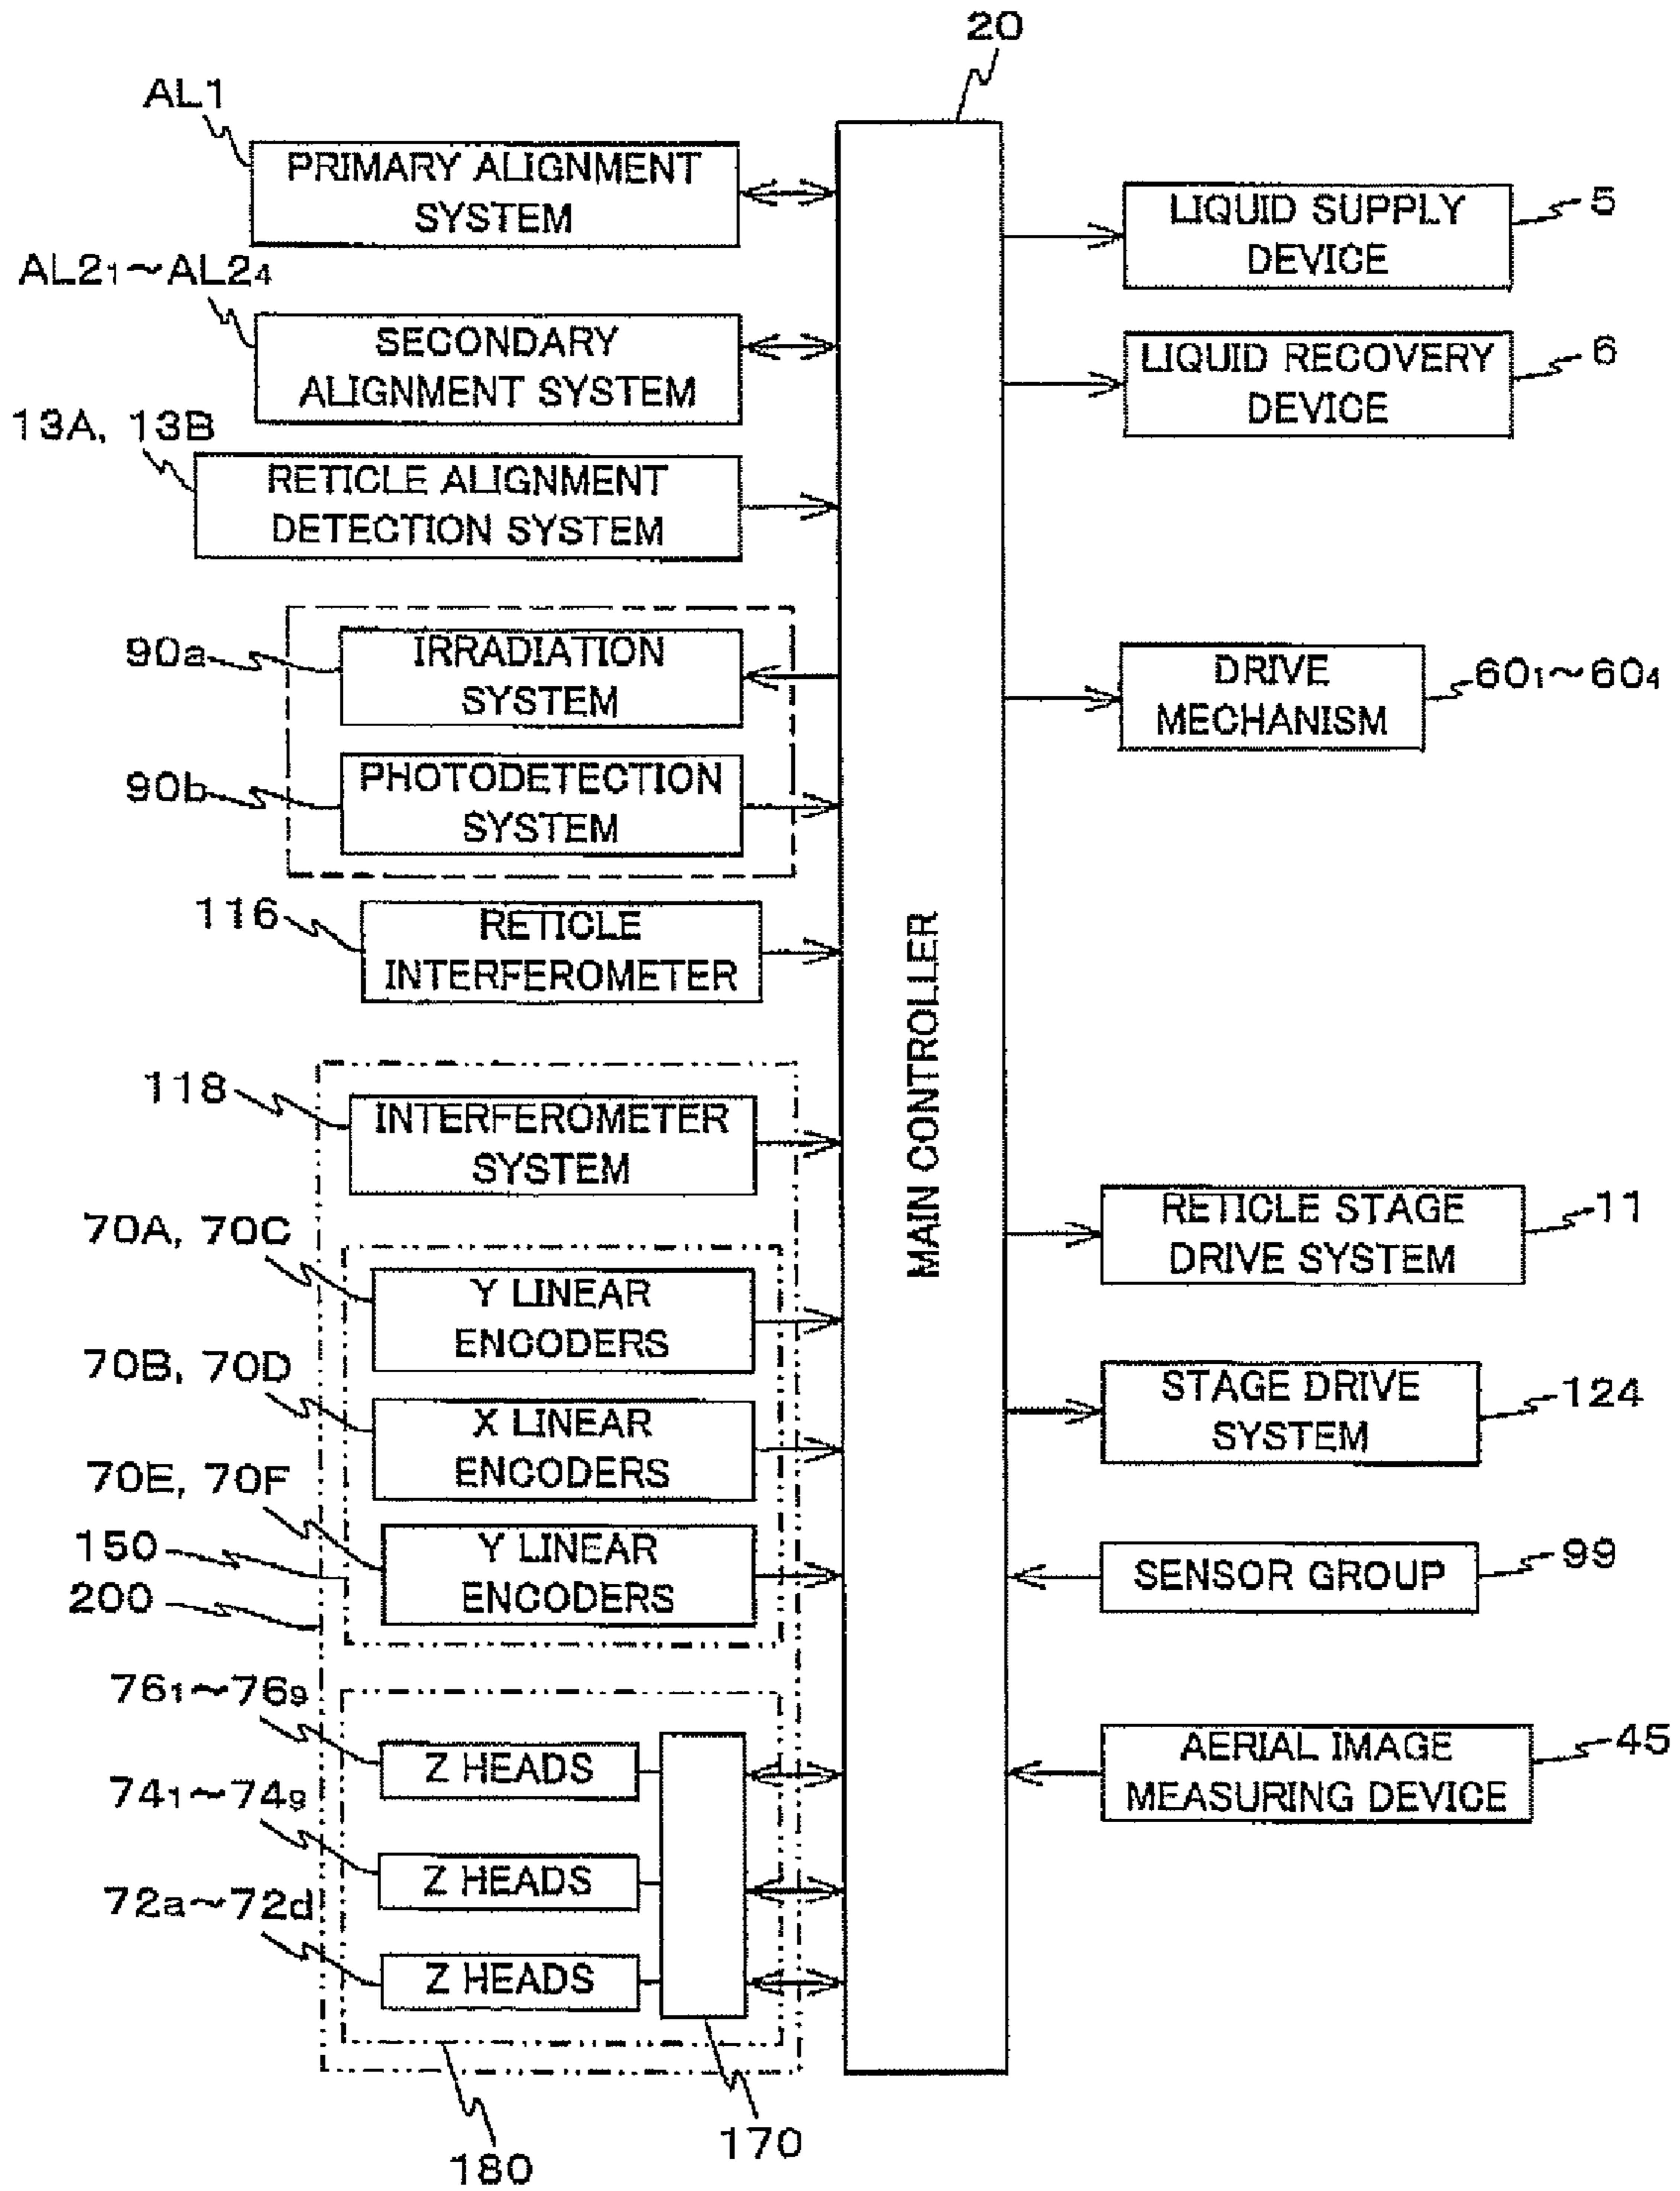 20
AL1
PRIMARY ALIGNMENT
SYSTEM
AL2₁～AL2₄
SECONDARY
ALIGNMENT SYSTEM
13A, 13B
RETICLE ALIGNMENT
DETECTION SYSTEM
90a
IRRADIATION
SYSTEM
90b
PHOTODETECTION
SYSTEM
116
RETICLE
INTERFEROMETER
118
INTERFEROMETER
SYSTEM
70A, 70C
Y LINEAR
ENCODERS
70B, 70D
X LINEAR
ENCODERS
70E, 70F
Y LINEAR
ENCODERS
150
200
76₁～76₉
Z HEADS
74₁～74₉
Z HEADS
72a～72d
Z HEADS
180
170
MAIN CONTROLLER
LIQUID SUPPLY
DEVICE
5
LIQUID RECOVERY
DEVICE
6
DRIVE
MECHANISM
60₁～60₄
RETICLE STAGE
DRIVE SYSTEM
11
STAGE DRIVE
SYSTEM
124
SENSOR GROUP
99
AERIAL IMAGE
MEASURING DEVICE
45